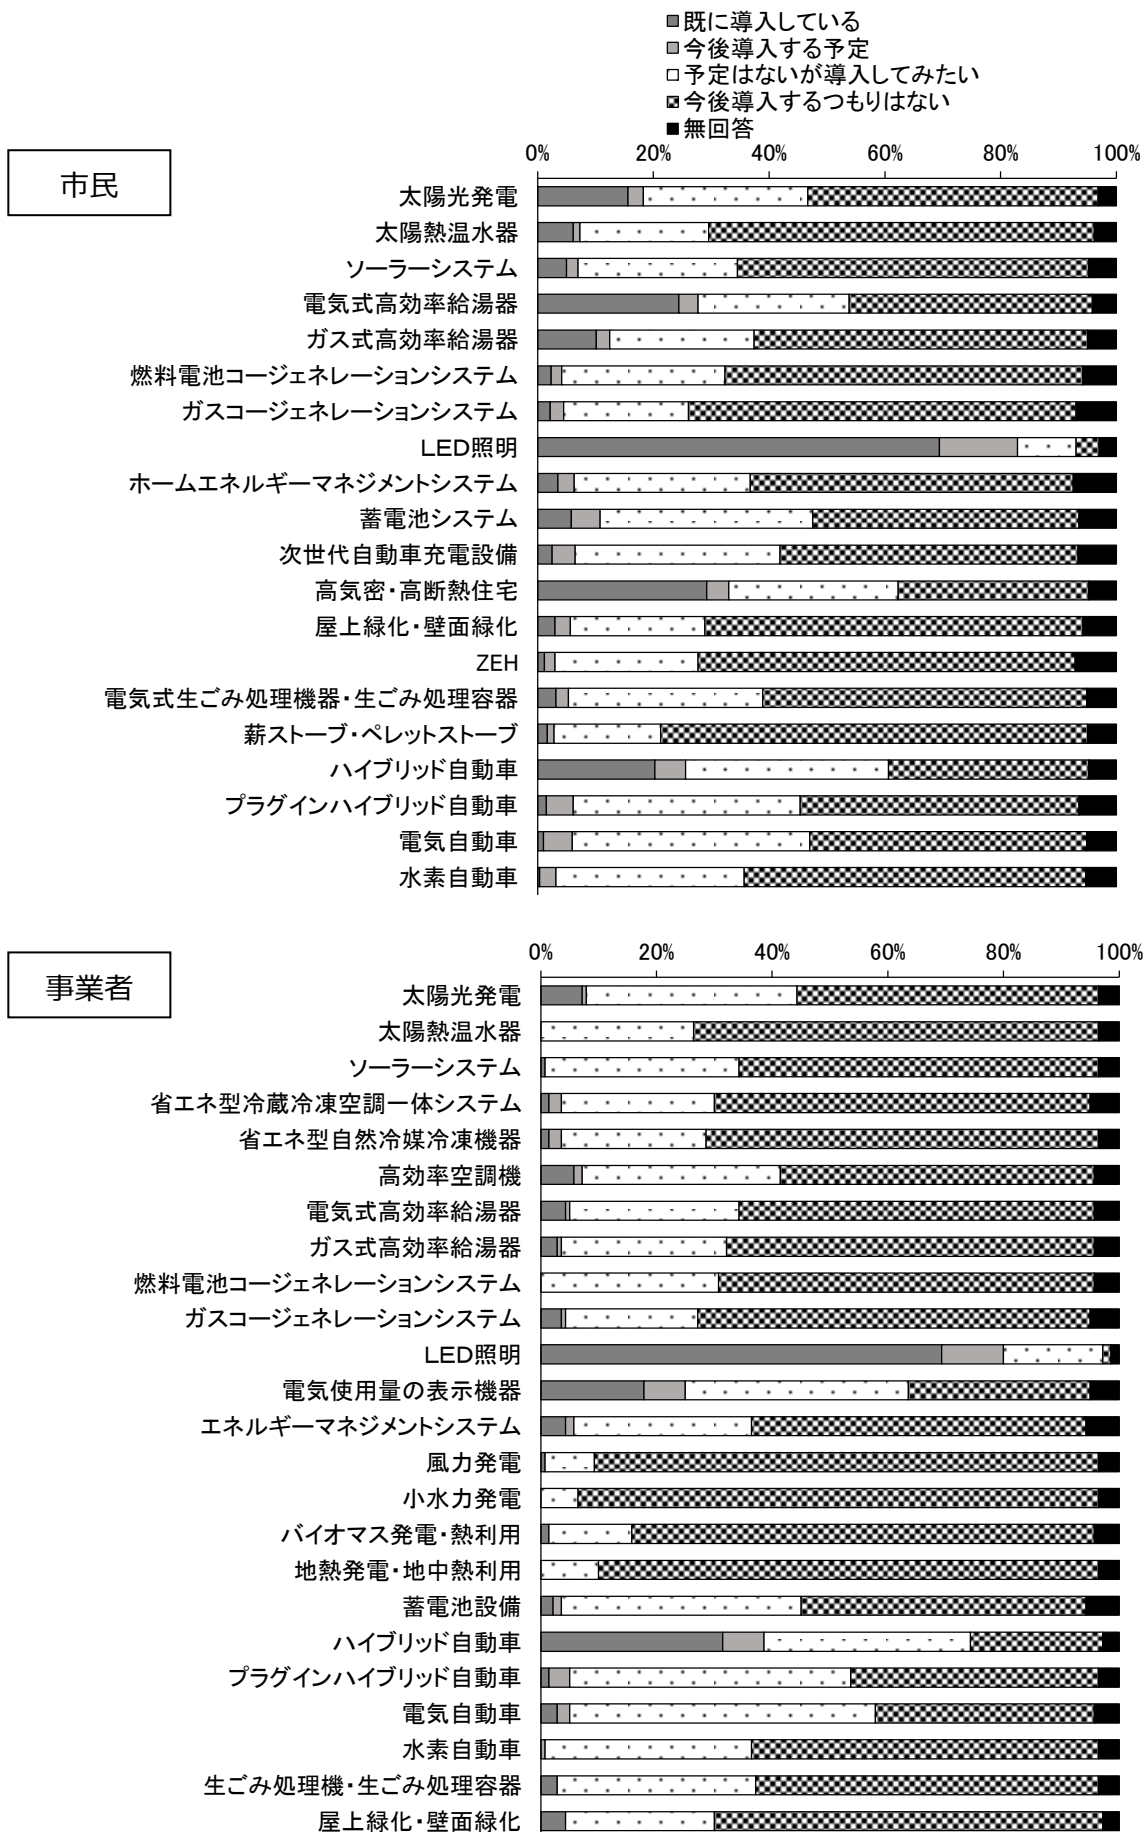 既に導入している
今後導入する予定
予定はないが導入してみたい
今後導入するつもりはない
無回答
市民
0% 20% 40% 60% 80% 100%
太陽光発電
太陽熱温水器
ソーラーシステム
電気式高効率給湯器
ガス式高効率給湯器
燃料電池コージェネレーションシステム
ガスコージェネレーションシステム
LED照明
ホームエネルギーマネジメントシステム
蓄電池システム
次世代自動車充電設備
高気密・高断熱住宅
屋上緑化・壁面緑化
ZEH
電気式生ごみ処理機器・生ごみ処理容器
薪ストーブ・ペレットストーブ
ハイブリッド自動車
プラグインハイブリッド自動車
電気自動車
水素自動車
事業者
0% 20% 40% 60% 80% 100%
太陽光発電
太陽熱温水器
ソーラーシステム
省エネ型冷蔵冷凍空調一体システム
省エネ型自然冷媒冷凍機器
高効率空調機
電気式高効率給湯器
ガス式高効率給湯器
燃料電池コージェネレーションシステム
ガスコージェネレーションシステム
LED照明
電気使用量の表示機器
エネルギーマネジメントシステム
風力発電
小水力発電
バイオマス発電・熱利用
地熱発電・地中熱利用
蓄電池設備
ハイブリッド自動車
プラグインハイブリッド自動車
電気自動車
水素自動車
生ごみ処理機・生ごみ処理容器
屋上緑化・壁面緑化